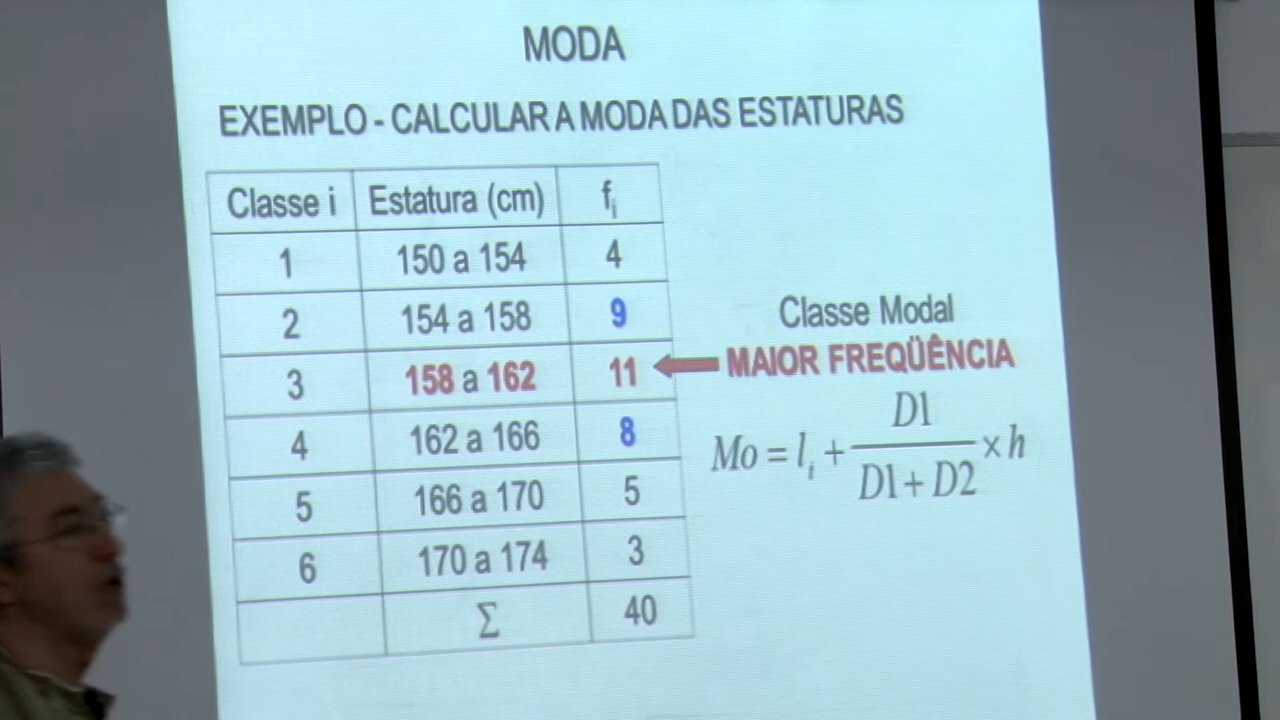 MODA
EXEMPLO - CALCULAR A MODA DAS ESTATURAS
Classe i Estatura (cm) fi
1 150 a 154 4
2 154 a 158 9
3 158 a 162 11
4 162 a 166 8
5 166 a 170 5
6 170 a 174 3
Σ 40
Classe Modal
MAIOR FREQÜÊNCIA
Mo = li + D1 / (D1 + D2) × h